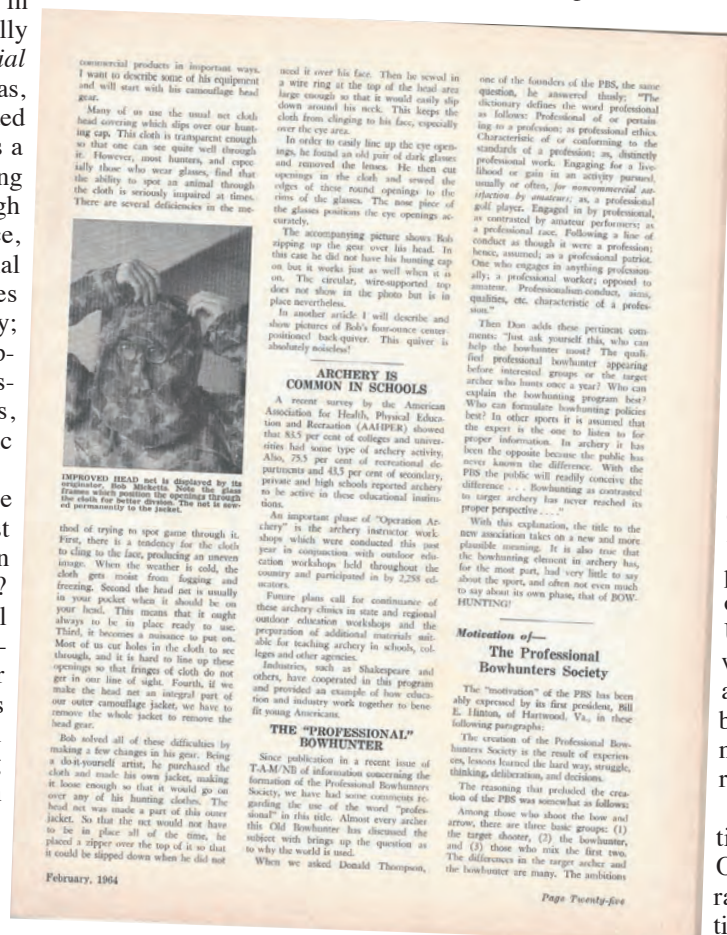 in
lly
ial
as,
ed
s a
ng
gh
e,
al
es
y;
commercial products in important ways.
I want to describe some of his equipment
and will start with his camouflage head
gear.
Many of us use the usual net cloth
head covering which slips over our hunt-
ing cap. This cloth is transparent enough
so that one can see quite well through
it. However, most hunters, and espec-
ially those who wear glasses, find that
the ability to spot an animal through
the cloth is seriously impaired at times.
There are several deficiencies in the me-
IMPROVED HEAD net is displayed by its
originator, Bob Micketts. Note the glass
frames which position the openings through
the cloth for better division. The net is sew-
ed permanently to the jacket.
thod of trying to spot game through it.
First, there is a tendency for the cloth
to cling to the face, producing an uneven
image. When the weather is cold, the
cloth gets moist from fogging and
freezing. Second the head net is usually
in your pocket when it should be on
your head. This means that it ought
always to be in place ready to use.
Third, it becomes a nuisance to put on.
Most of us cut holes in the cloth to see
through, and it is hard to line up these
openings so that fringes of cloth do not
get in our line of sight. Fourth, if we
make the head net an integral part of
our outer camouflage jacket, we have to
remove the whole jacket to remove the
head gear.
Bob solved all of these difficulties by
making a few changes in his gear. Being
a do-it-yourself artist, he purchased the
cloth and made his own jacket, making
it loose enough so that it would go on
over any of his hunting clothes. The
head net was made a part of this outer
jacket. So that the net would not have
to be in place all of the time, he
placed a zipper over the top of it so that
it could be slipped down when he did not
need it over his face. Then he sewed in
a wire ring at the top of the head area
large enough so that it would easily slip
down around his neck. This keeps the
cloth from clinging to his face, especially
over the eye area.
In order to easily line up the eye open-
ings, he found an old pair of dark glasses
and removed the lenses. He then cut
openings in the cloth and sewed the
edges of these round openings to the
rims of the glasses. The nose piece of
the glasses positions the eye openings ac-
curately.
The accompanying picture shows Bob
zipping up the gear over his head. In
this case he did not have his hunting cap
on but it works just as well when it is
on. The circular, wire-supported top
does not show in the photo but is in
place nevertheless.
In another article I will describe and
show pictures of Bob's four-ounce center-
positioned back-quiver. This quiver is
absolutely noiseless!
ARCHERY IS
COMMON IN SCHOOLS
A recent survey by the American
Association for Health, Physical Educa-
tion and Recreation (AAHPER) showed
that 83.5 per cent of colleges and univer-
sities had some type of archery activity.
Also, 75.5 per cent of recreational de-
partments and 43.5 per cent of secondary,
private and high schools reported archery
to be active in these educational institu-
tions.
An important phase of "Operation Ar-
chery" is the archery instructor work-
shops which were conducted this past
year in conjunction with outdoor edu-
cation workshops held throughout the
country and participated in by 2,258 ed-
ucators.
Future plans call for continuance of
these archery clinics in state and regional
outdoor education workshops and the
preparation of additional materials suit-
able for teaching archery in schools, col-
leges and other agencies.
Industries, such as Shakespeare and
others, have cooperated in this program
and provided an example of how educa-
tion and industry work together to bene-
fit young Americans.
THE "PROFESSIONAL"
BOWHUNTER
Since publication in a recent issue of
T-A-M/NB of information concerning the
formation of the Professional Bowhunters
Society, we have had some comments re-
garding the use of the word "profes-
sional" in this title. Almost every archer
this Old Bowhunter has discussed the
subject with brings up the question as
to why the world is used.
When we asked Donald Thompson,
one of the founders of the PBS, the same
question, he answered thusly: "The
dictionary defines the word professional
as follows: Professional of or pertain-
ing to a profession; as professional ethics.
Characteristic of or conforming to the
standards of a profession; as, distinctly
professional work. Engaging for a live-
lihood or gain in an activity pursued,
usually or often, for noncommercial sat-
isfaction by amateurs; as, a professional
golf player. Engaged in by professional,
as contrasted by amateur performers; as
a professional race. Following a line of
conduct as though it were a profession;
hence, assumed; as a professional patriot.
One who engages in anything profession-
ally; a professional worker; opposed to
amateur. Professionalism-conduct, aims,
qualities, etc. characteristic of a profes-
sion."
Then Don adds these pertinent com-
ments: "Just ask yourself this, who can
help the bowhunter most? The quali-
fied professional bowhunter appearing
before interested groups or the target
archer who hunts once a year? Who can
explain the bowhunting program best?
Who can formulate bowhunting policies
best? In other sports it is assumed that
the expert is the one to listen to for
proper information. In archery it has
been the opposite because the public has
never known the difference. With the
PBS the public will readily conceive the
difference . . . Bowhunting as contrasted
to target archery has never reached its
proper perspective . . . ."
With this explanation, the title to the
new association takes on a new and more
plausible meaning. It is also true that
the bowhunting element in archery has,
for the most part, had very little to say
about the sport, and often not even much
to say about its own phase, that of BOW-
HUNTING!
Motivation of—
The Professional
Bowhunters Society
The "motivation" of the PBS has been
ably expressed by its first president, Bill
E. Hinton, of Hartwood, Va., in these
following paragraphs:
The creation of the Professional Bow-
hunters Society is the result of experien-
ces, lessons learned the hard way, struggle,
thinking, deliberation, and decisions.
The reasoning that precluded the crea-
tion of the PBS was somewhat as follows:
Among those who shoot the bow and
arrow, there are three basic groups: (1)
the target shooter, (2) the bowhunter,
and (3) those who mix the first two.
The differences in the target archer and
the bowhunter are many. The ambitions
February, 1964
Page Twenty-five